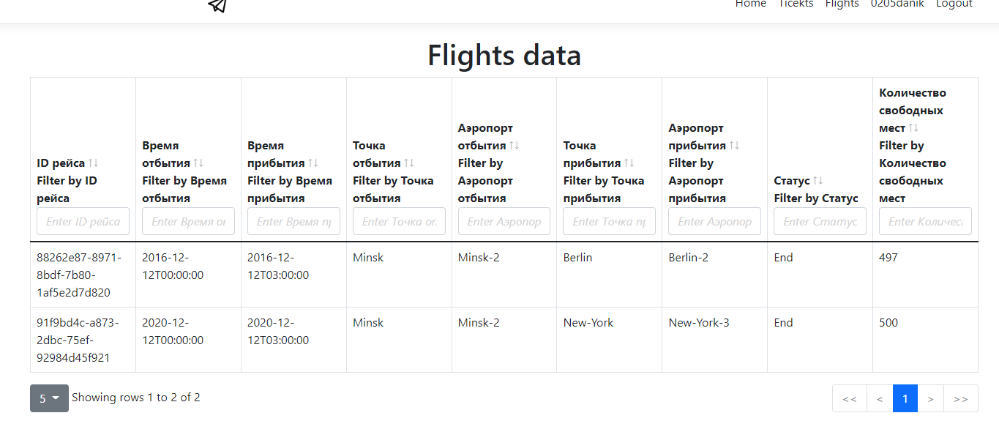 Home Ticekts Flights 0205danik Logout
Flights data
ID рейса
Filter by ID
рейса
Enter ID рейса
Время
отбытия
Filter by Время
отбытия
Enter Время от
Время
прибытия
Filter by Время
прибытия
Enter Время пр
Точка
отбытия
Filter by Точка
отбытия
Enter Точка от
Аэропорт
отбытия
Filter by
Аэропорт
отбытия
Enter Аэропор
Точка
прибытия
Filter by Точка
прибытия
Enter Точка пр
Аэропорт
прибытия
Filter by
Аэропорт
прибытия
Enter Аэропор
Статус
Filter by Статус
Enter Статус
Количество
свободных
мест
Filter by
Количество
свободных
мест
Enter Количес
88262e87-8971-
8bdf-7b80-
1af5e2d7d820
2016-12-
12T00:00:00
2016-12-
12T03:00:00
Minsk
Minsk-2
Berlin
Berlin-2
End
497
91f9bd4c-a873-
2dbc-75ef-
92984d45f921
2020-12-
12T00:00:00
2020-12-
12T03:00:00
Minsk
Minsk-2
New-York
New-York-3
End
500
5 Showing rows 1 to 2 of 2
<< < 1 > >>